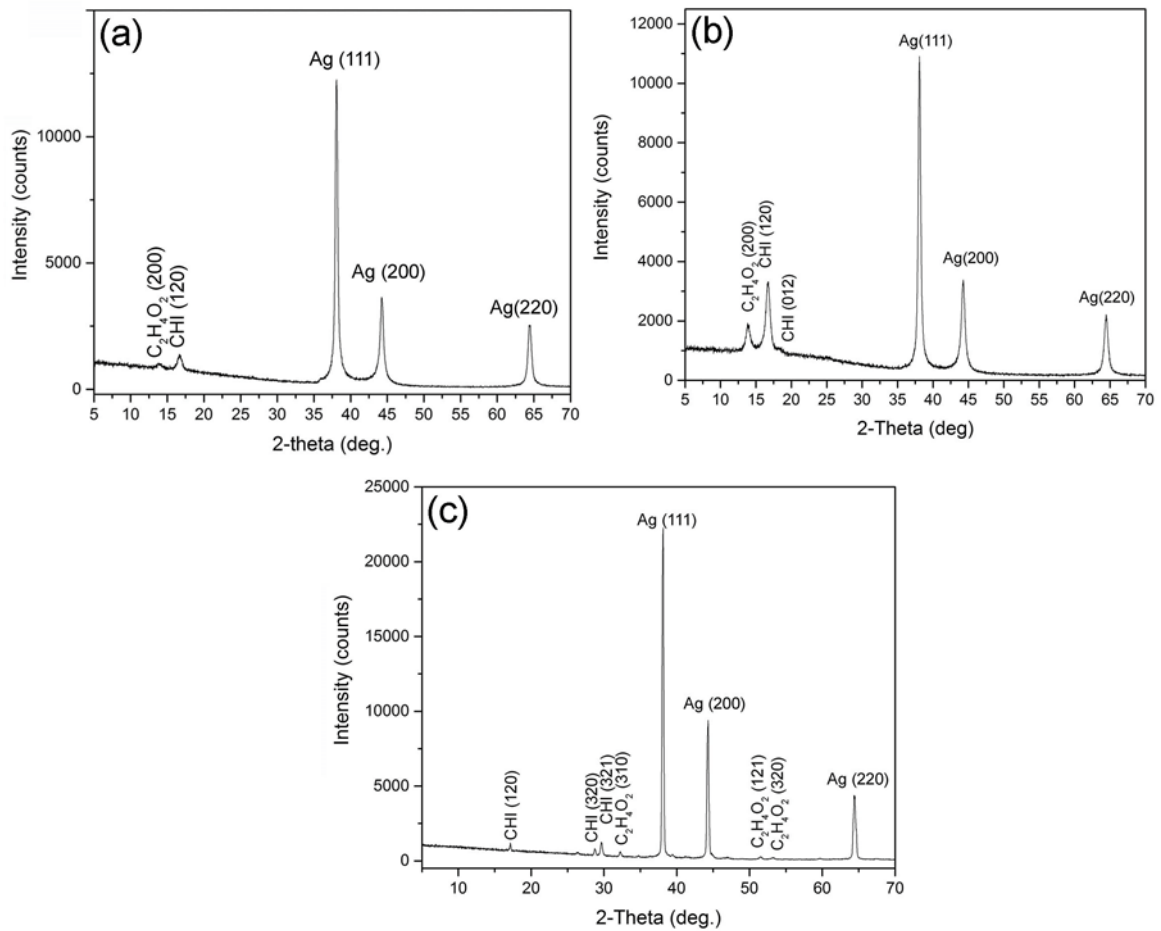 (a)
Ag (111)
Ag (200)
Ag(220)
C2H4O2 (200)
CHI (120)
10000
5000
0
Intensity (counts)
5 10 15 20 25 30 35 40 45 50 55 60 65 70
2-theta (deg.)
(b)
Ag(111)
Ag(200)
Ag(220)
C2H4O2 (200)
CHI (120)
CHI (012)
12000
10000
8000
6000
4000
2000
0
Intensity (counts)
5 10 15 20 25 30 35 40 45 50 55 60 65 70
2-Theta (deg)
(c)
Ag (111)
Ag (200)
Ag (220)
CHI (120)
CHI (320)
CHI (321)
C2H4O2 (310)
C2H4O2 (121)
C2H4O2 (320)
25000
20000
15000
10000
5000
0
Intensity (counts)
10 20 30 40 50 60 70
2-Theta (deg.)